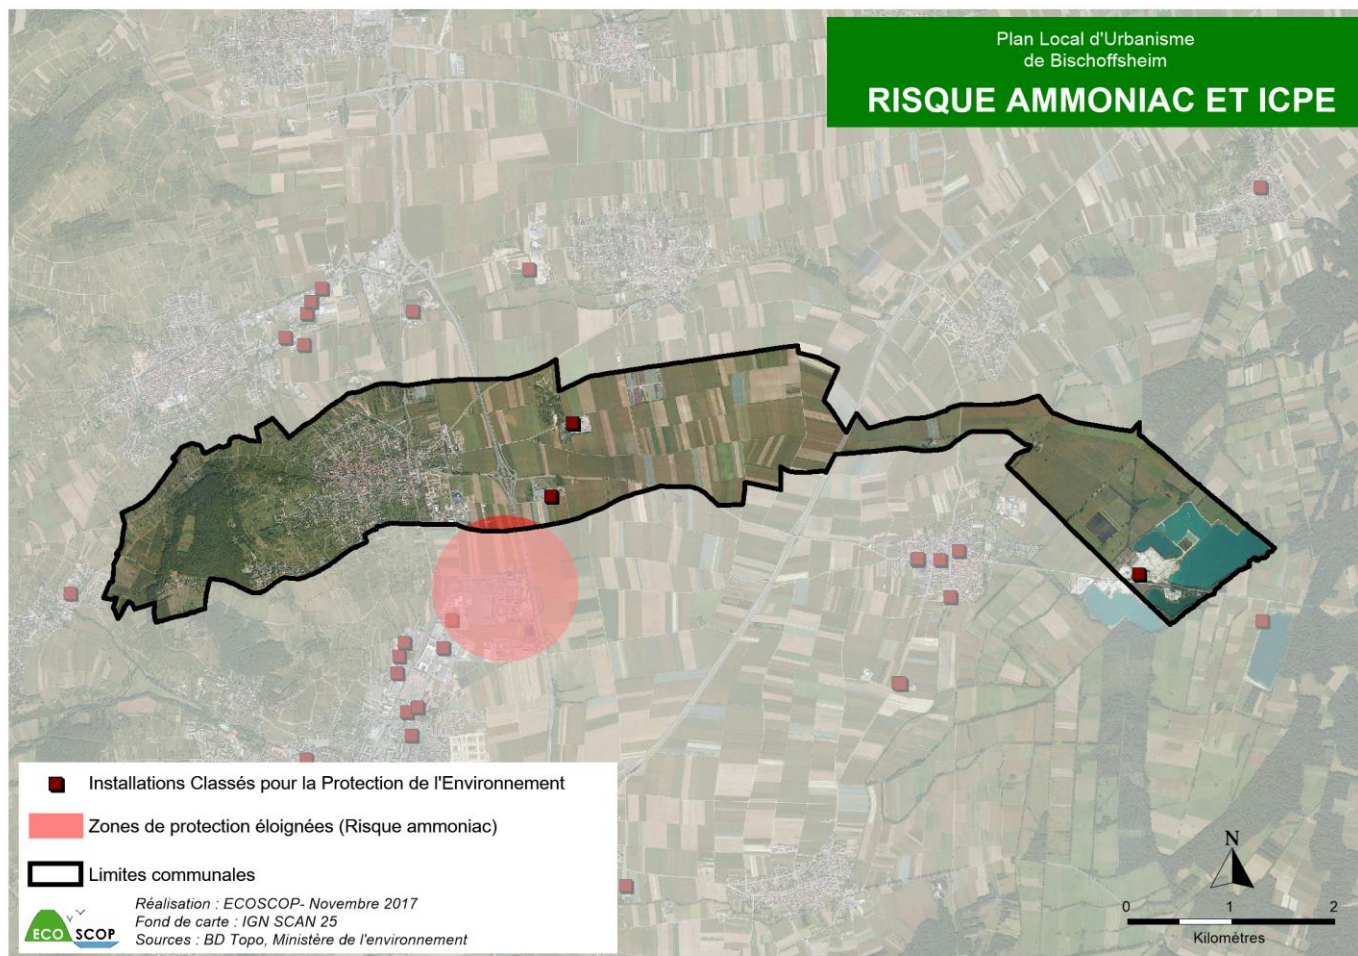 Plan Local d'Urbanisme
de Bischoffsheim
RISQUE AMMONIAC ET ICPE
Installations Classés pour la Protection de l'Environnement
Zones de protection éloignées (Risque ammoniac)
Limites communales
Réalisation : ECOSCOP- Novembre 2017
Fond de carte : IGN SCAN 25
Sources : BD Topo, Ministère de l'environnement
ECO SCOP
N
0 1 2
Kilomètres